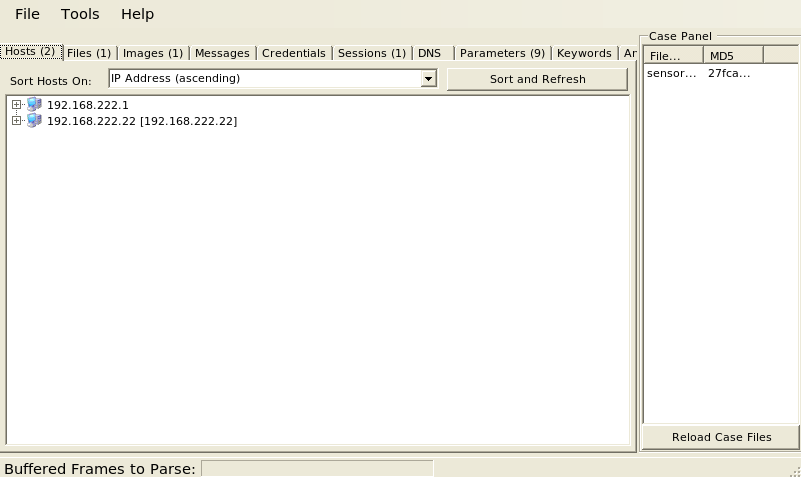 File Tools Help
Hosts (2) Files (1) Images (1) Messages Credentials Sessions (1) DNS Parameters (9) Keywords An
Sort Hosts On: IP Address (ascending) Sort and Refresh
192.168.222.1
192.168.222.22 [192.168.222.22]
Case Panel
File... MD5
sensor... 27fca...
Reload Case Files
Buffered Frames to Parse: